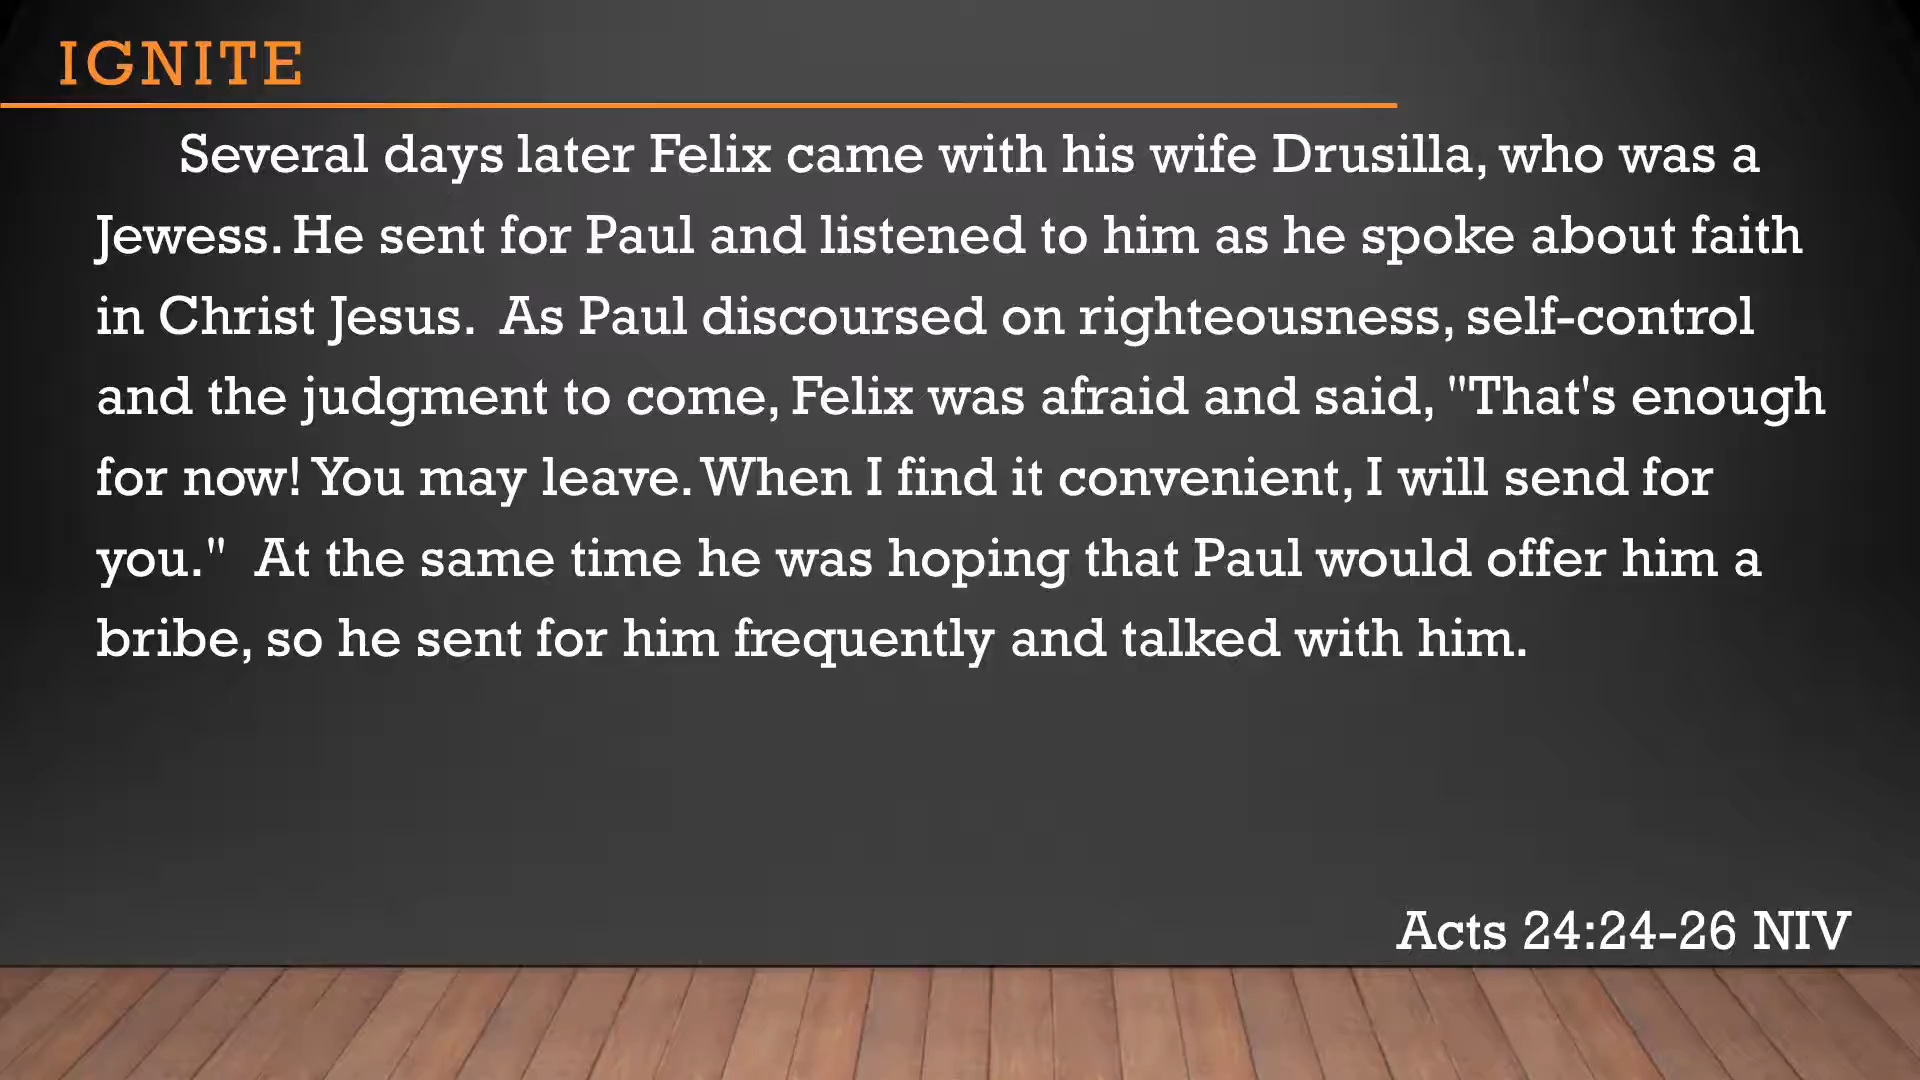 IGNITE
Several days later Felix came with his wife Drusilla, who was a
Jewess. He sent for Paul and listened to him as he spoke about faith
in Christ Jesus.  As Paul discoursed on righteousness, self-control
and the judgment to come, Felix was afraid and said, "That's enough
for now! You may leave. When I find it convenient, I will send for
you."  At the same time he was hoping that Paul would offer him a
bribe, so he sent for him frequently and talked with him.
Acts 24:24-26 NIV